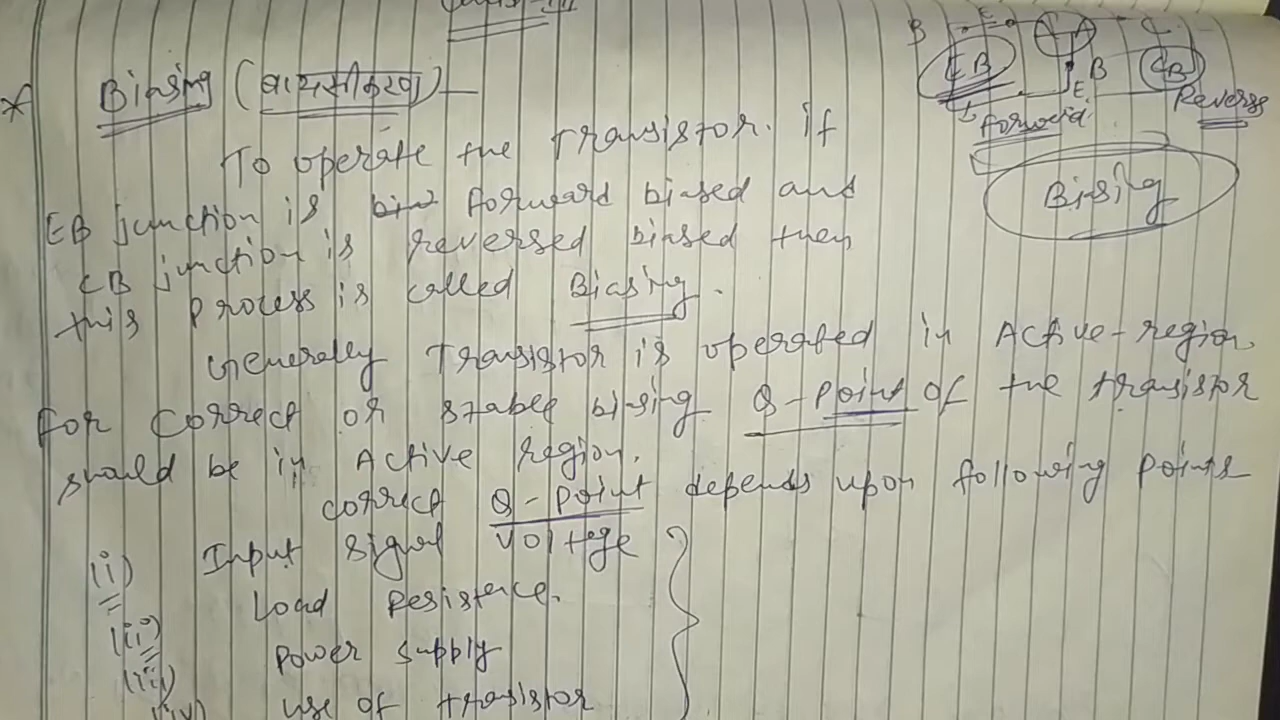 B E C
EB B CB
E
Forward Reverse
Biasing
* Biasing (बायसीकरण) —
To operate the Transistor. if
EB junction is forward biased and
CB junction is reversed biased then
this process is called Biasing.
Generally Transistor is operated in Active-region.
for correct or stable biasing Q-Point of the transistor
should be in Active region.
correct Q-Point depends upon following points
(i) Input signal voltage
(ii) Load Resistence.
(iii) Power supply
(iv) use of transistor